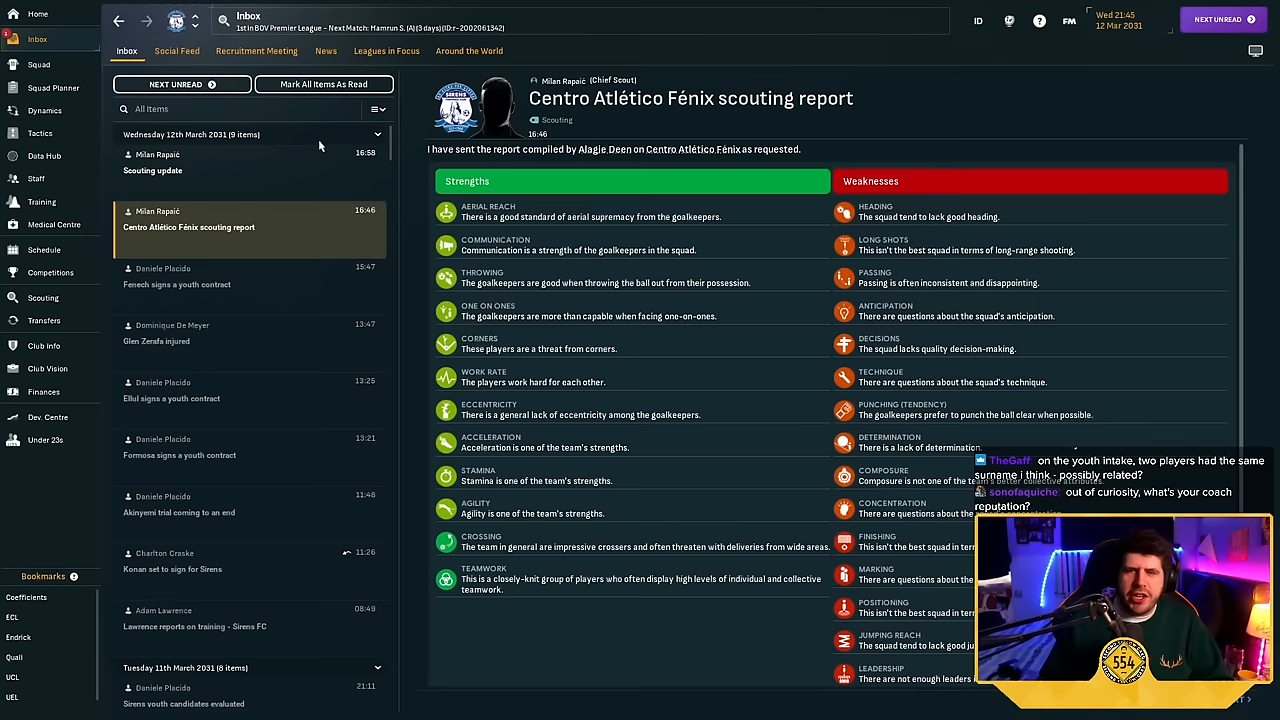 Home
Inbox
1
Squad
Squad Planner
Dynamics
Tactics
Data Hub
Staff
Training
Medical Centre
Schedule
Competitions
Scouting
Transfers
Club Info
Club Vision
Finances
Dev. Centre
Under 23s
Bookmarks
Coefficients
ECL
Endrick
Quali
UCL
UEL
Inbox
1st in BOV Premier League - Next Match: Hamrun S. (A) (3 days) (ID:r-2002061342)
ID
FM
Wed 21:45
12 Mar 2031
NEXT UNREAD
Inbox
Social Feed
Recruitment Meeting
News
Leagues in Focus
Around the World
NEXT UNREAD
Mark All Items As Read
All Items
Wednesday 12th March 2031 (9 items)
Milan Rapaić 16:58
Scouting update
Milan Rapaić 16:46
Centro Atlético Fénix scouting report
Daniele Placido 15:47
Fenech signs a youth contract
Dominique De Meyer 13:47
Glen Zerafa injured
Daniele Placido 13:25
Ellul signs a youth contract
Daniele Placido 13:21
Formosa signs a youth contract
Daniele Placido 11:48
Akinyemi trial coming to an end
Charlton Craske 11:26
Konan set to sign for Sirens
Adam Lawrence 08:49
Lawrence reports on training - Sirens FC
Tuesday 11th March 2031 (8 items)
Daniele Placido 21:11
Sirens youth candidates evaluated
SIRENS
Milan Rapaić (Chief Scout)
Centro Atlético Fénix scouting report
Scouting
16:46
I have sent the report compiled by Alagie Deen on Centro Atlético Fénix as requested.
Strengths
AERIAL REACH
There is a good standard of aerial supremacy from the goalkeepers.
COMMUNICATION
Communication is a strength of the goalkeepers in the squad.
THROWING
The goalkeepers are good when throwing the ball out from their possession.
ONE ON ONES
The goalkeepers are more than capable when facing one-on-ones.
CORNERS
These players are a threat from corners.
WORK RATE
The players work hard for each other.
ECCENTRICITY
There is a general lack of eccentricity among the goalkeepers.
ACCELERATION
Acceleration is one of the team's strengths.
STAMINA
Stamina is one of the team's strengths.
AGILITY
Agility is one of the team's strengths.
CROSSING
The team in general are impressive crossers and often threaten with deliveries from wide areas.
TEAMWORK
This is a closely-knit group of players who often display high levels of individual and collective
teamwork.
Weaknesses
HEADING
The squad tend to lack good heading.
LONG SHOTS
This isn't the best squad in terms of long-range shooting.
PASSING
Passing is often inconsistent and disappointing.
ANTICIPATION
There are questions about the squad's anticipation.
DECISIONS
The squad lacks quality decision-making.
TECHNIQUE
There are questions about the squad's technique.
PUNCHING (TENDENCY)
The goalkeepers prefer to punch the ball clear when possible.
DETERMINATION
There is a lack of determination.
COMPOSURE
Composure is not one of the team's better collective attributes.
CONCENTRATION
There are questions about the
FINISHING
This isn't the best squad in
MARKING
There are questions about the
POSITIONING
This isn't the best squad in
JUMPING REACH
The squad tend to lack good
LEADERSHIP
There are not enough leaders
TheGaff: on the youth intake, two players had the same
surname i think - possibly related?
sonofaquiche: out of curiosity, what's your coach
reputation?
554